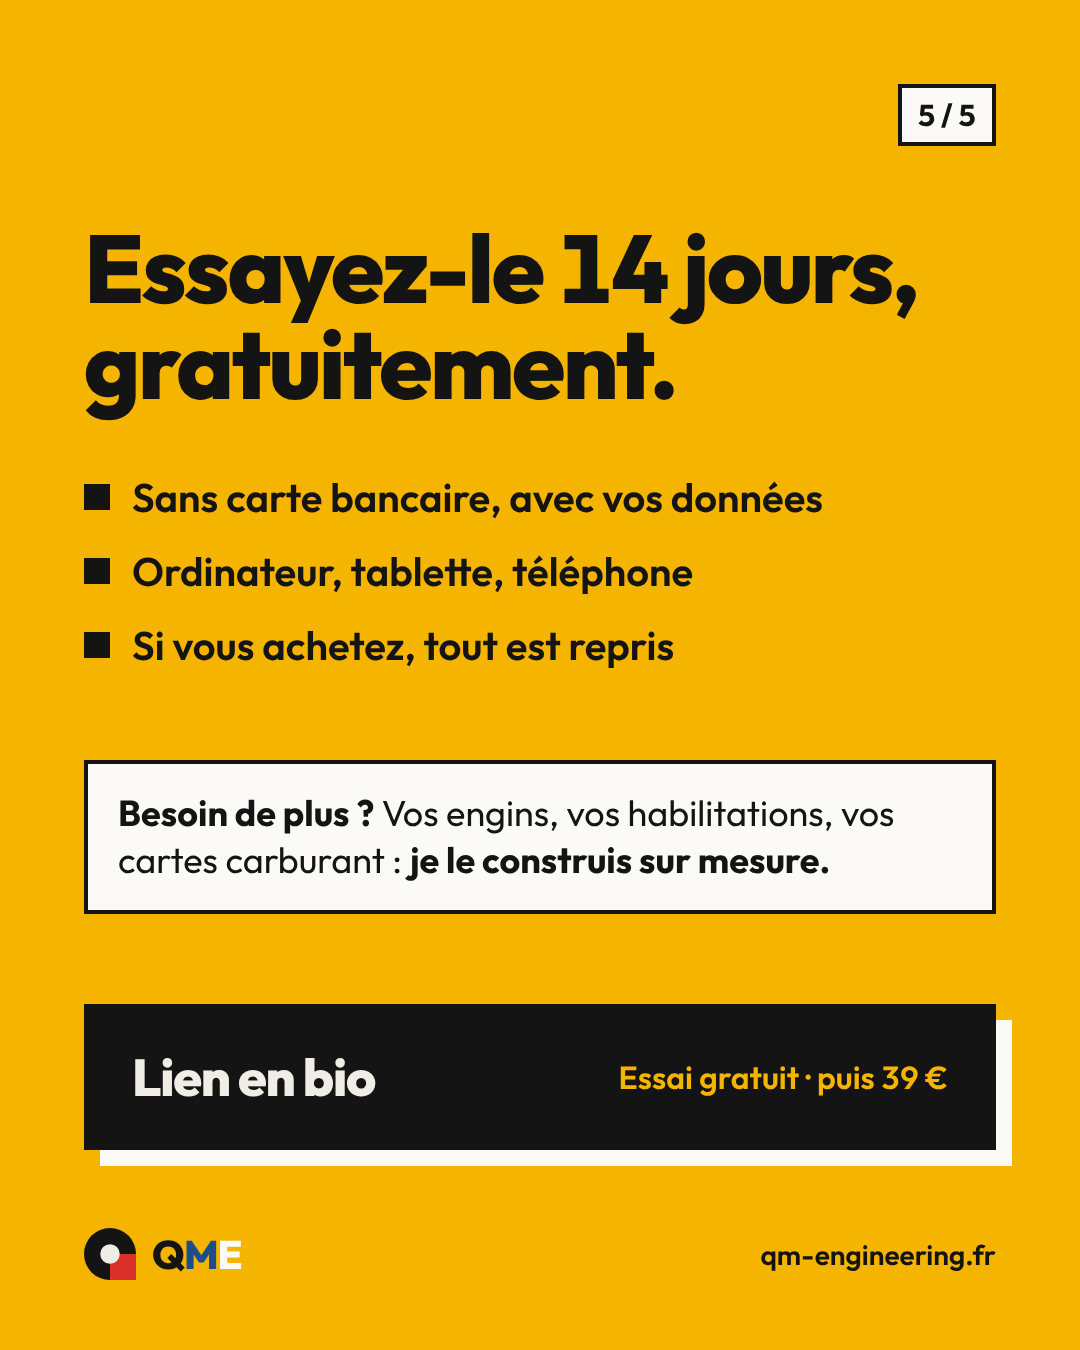 5 / 5
Essayez-le 14 jours,
gratuitement.
Sans carte bancaire, avec vos données
Ordinateur, tablette, téléphone
Si vous achetez, tout est repris
Besoin de plus ? Vos engins, vos habilitations, vos
cartes carburant : je le construis sur mesure.
Lien en bio
Essai gratuit · puis 39 €
QME
qm-engineering.fr